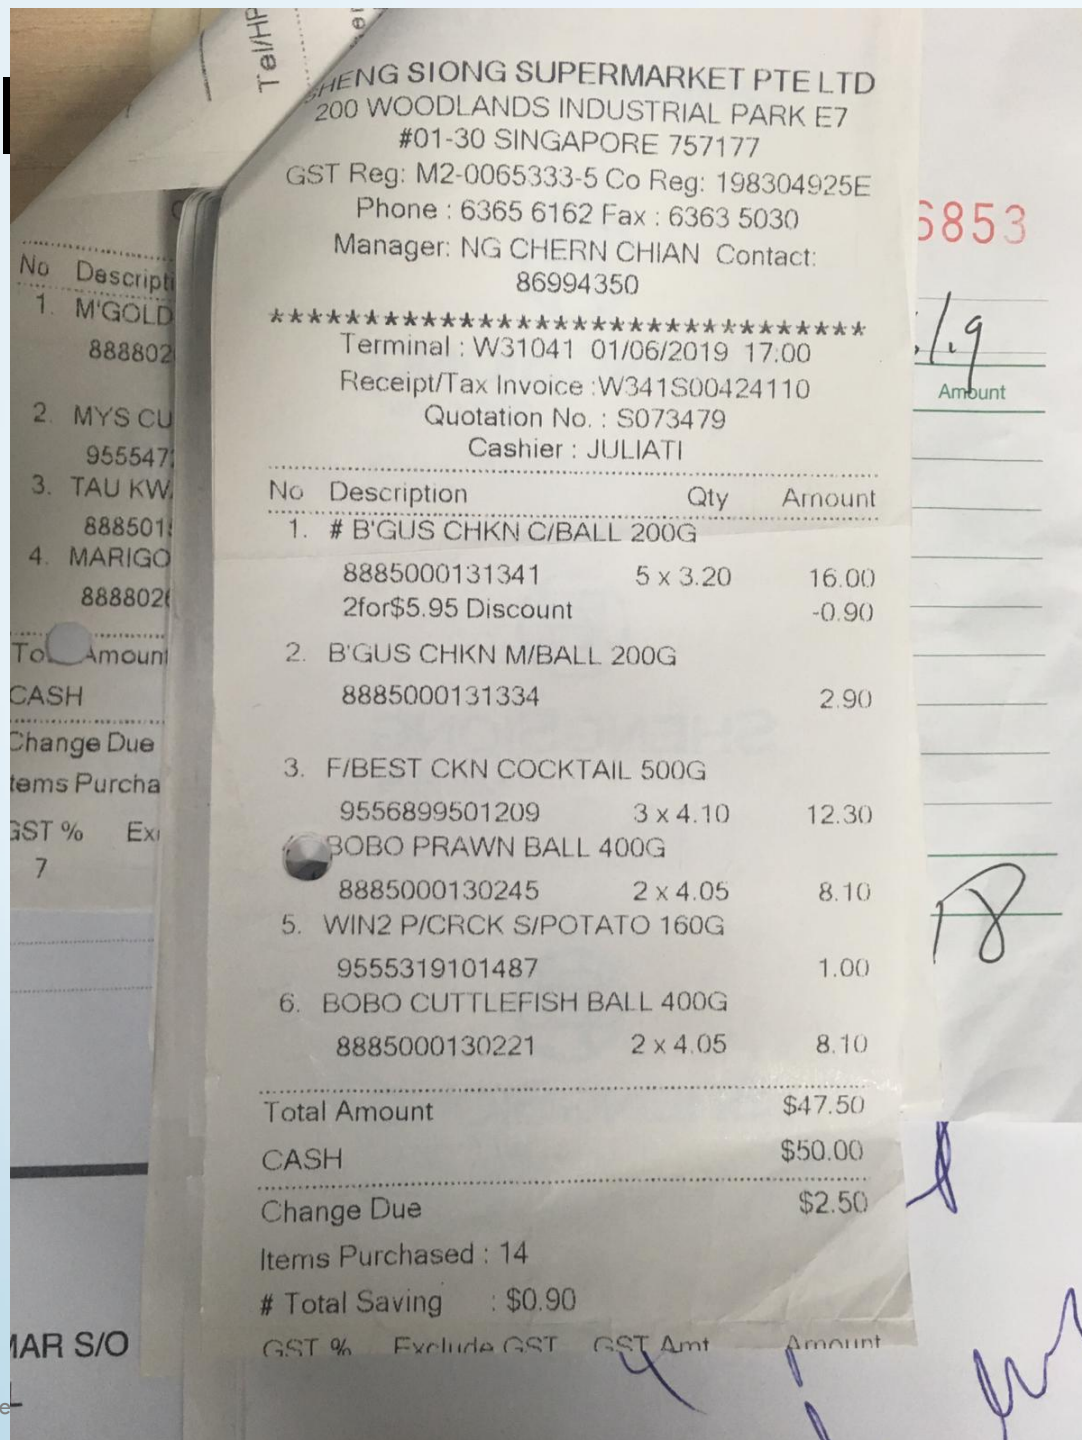 Tel/HP
SHENG SIONG SUPERMARKET PTE LTD
200 WOODLANDS INDUSTRIAL PARK E7
#01-30 SINGAPORE 757177
GST Reg: M2-0065333-5 Co Reg: 198304925E
Phone : 6365 6162 Fax : 6363 5030
Manager: NG CHERN CHIAN Contact:
86994350
*********************************
Terminal : W31041 01/06/2019 17:00
Receipt/Tax Invoice :W341S00424110
Quotation No. : S073479
Cashier : JULIATI
No Description Qty Amount
1. # B'GUS CHKN C/BALL 200G
8885000131341 5 x 3.20 16.00
2for$5.95 Discount -0.90
2. B'GUS CHKN M/BALL 200G
8885000131334 2.90
3. F/BEST CKN COCKTAIL 500G
9556899501209 3 x 4.10 12.30
BOBO PRAWN BALL 400G
8885000130245 2 x 4.05 8.10
5. WIN2 P/CRCK S/POTATO 160G
9555319101487 1.00
6. BOBO CUTTLEFISH BALL 400G
8885000130221 2 x 4.05 8.10
Total Amount $47.50
CASH $50.00
Change Due $2.50
Items Purchased : 14
# Total Saving : $0.90
GST % Exclude GST GST Amt Amount
No Descripti
1. M'GOLD
888802
2. MYS CU
955547
3. TAU KW
888501
4. MARIGO
888802
To Amount
CASH
Change Due
tems Purcha
GST % Ex
7
MAR S/O
6853
/.9
Amount
18